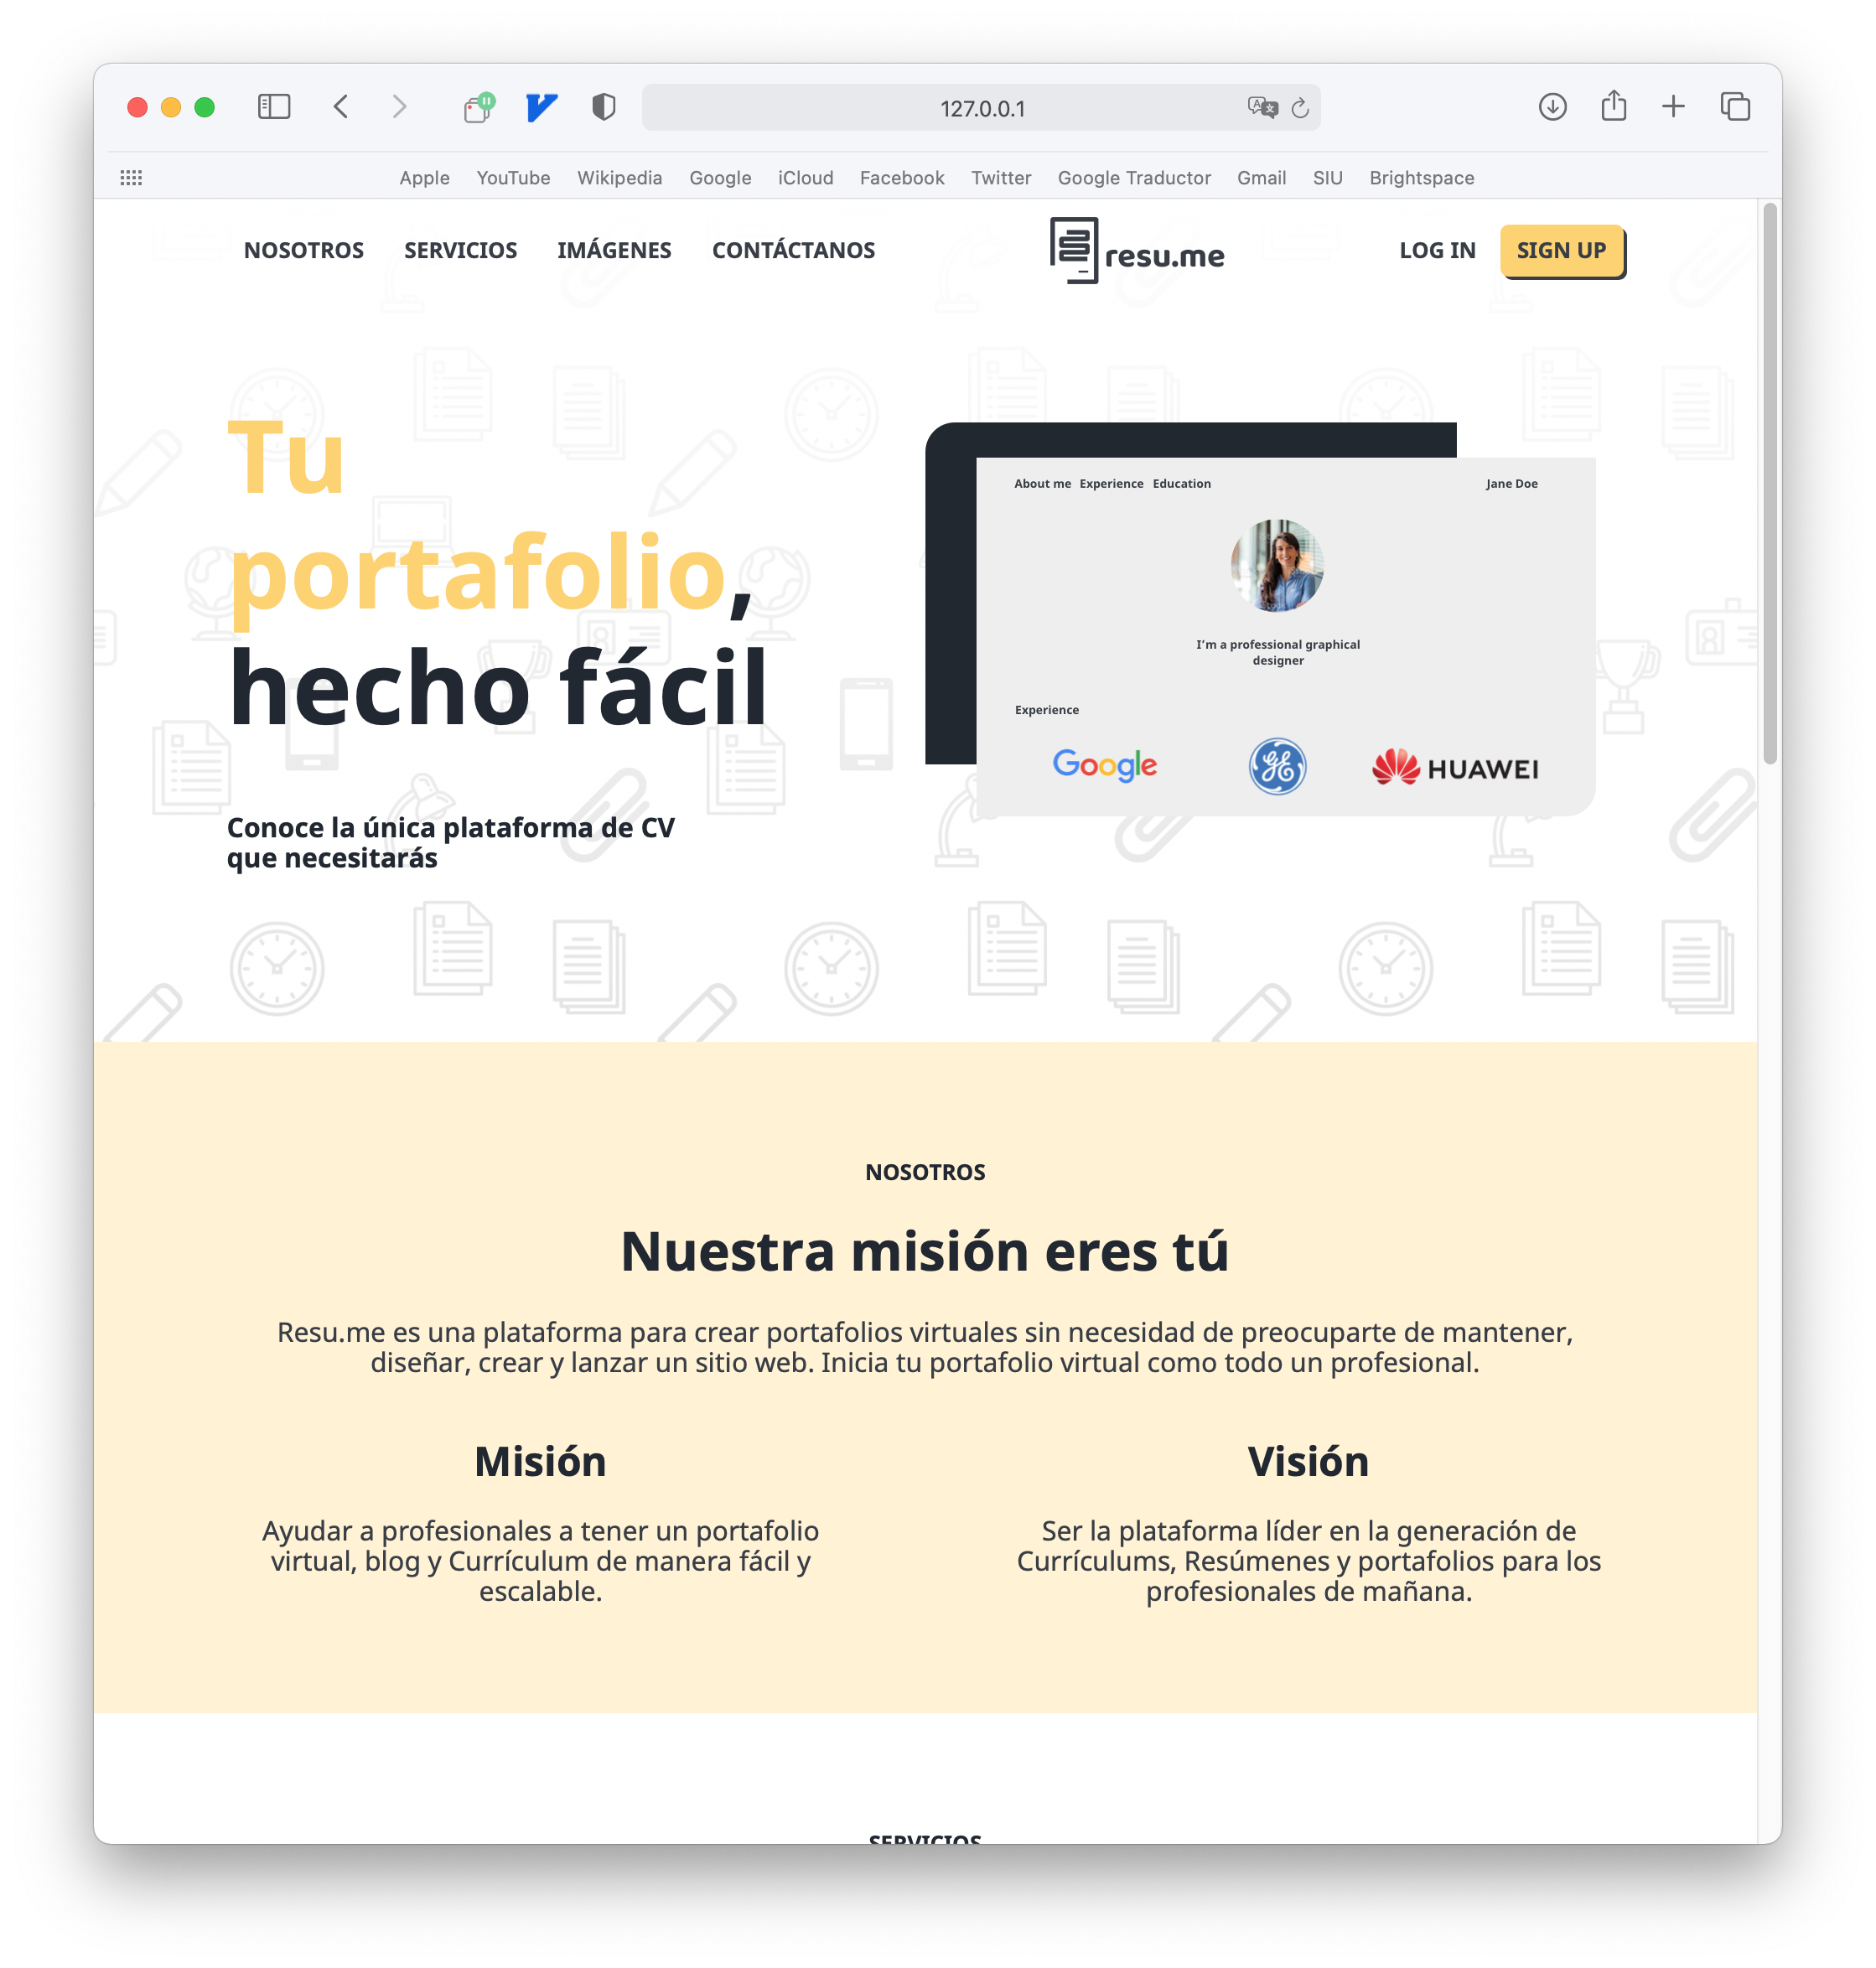 127.0.0.1
Apple YouTube Wikipedia Google iCloud Facebook Twitter Google Traductor Gmail SIU Brightspace
NOSOTROS SERVICIOS IMÁGENES CONTÁCTANOS resu.me LOG IN SIGN UP
Tu
portafolio,
hecho fácil
Conoce la única plataforma de CV
que necesitarás
About me Experience Education Jane Doe
I'm a professional graphical
designer
Experience
Google GE HUAWEI
NOSOTROS
Nuestra misión eres tú
Resu.me es una plataforma para crear portafolios virtuales sin necesidad de preocuparte de mantener,
diseñar, crear y lanzar un sitio web. Inicia tu portafolio virtual como todo un profesional.
Misión
Ayudar a profesionales a tener un portafolio
virtual, blog y Currículum de manera fácil y
escalable.
Visión
Ser la plataforma líder en la generación de
Currículums, Resúmenes y portafolios para los
profesionales de mañana.
SERVICIOS